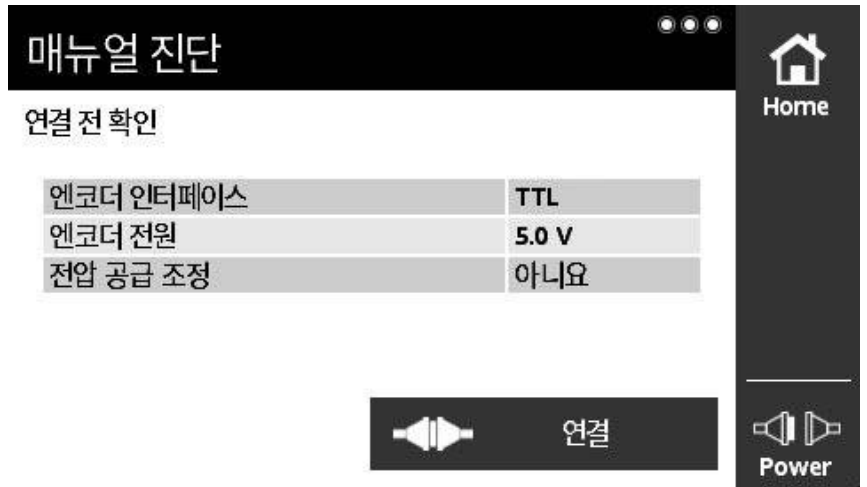 매뉴얼 진단
Home
연결 전 확인
엔코더 인터페이스 TTL
엔코더 전원 5.0 V
전압 공급 조정 아니요
연결
Power